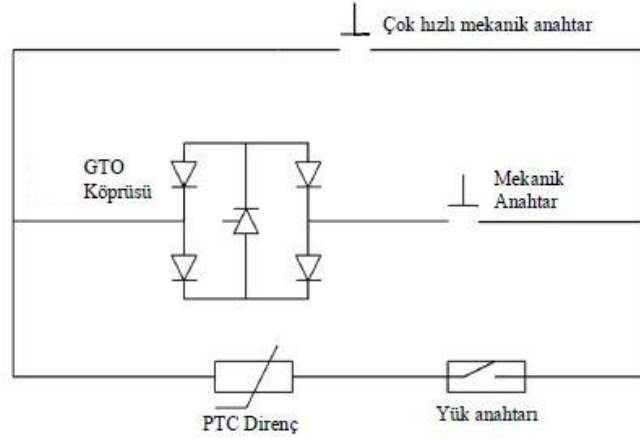 Çok hızlı mekanik anahtar
GTO
Köprüsü
Mekanik
Anahtar
PTC Direnç
Yük anahtarı